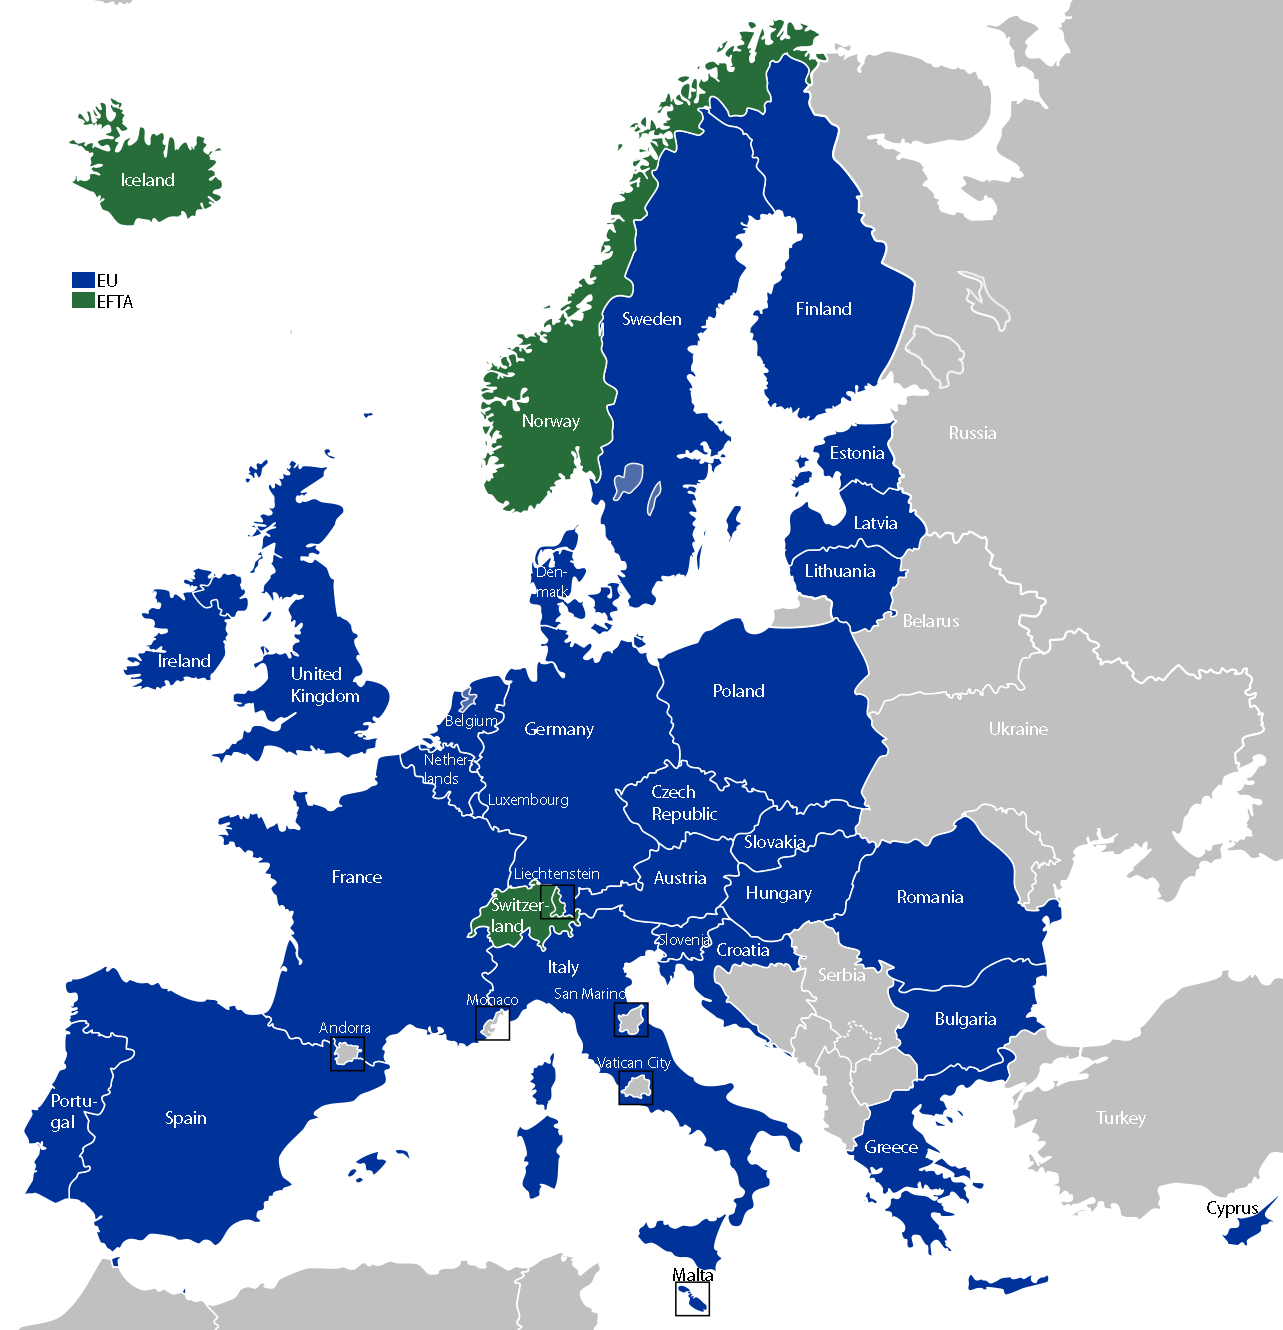 Iceland
EU
EFTA
Sweden
Finland
Norway
Russia
Estonia
Latvia
Den-
mark
Lithuania
Belarus
Ireland
United
Kingdom
Poland
Belgium
Germany
Ukraine
Nether-
lands
Luxembourg
Czech
Republic
Slovakia
France
Liechtenstein
Austria
Hungary
Romania
Switzer-
land
Slovenia
Croatia
Italy
Serbia
San Marino
Monaco
Bulgaria
Andorra
Vatican City
Portu-
gal
Spain
Turkey
Greece
Cyprus
Malta